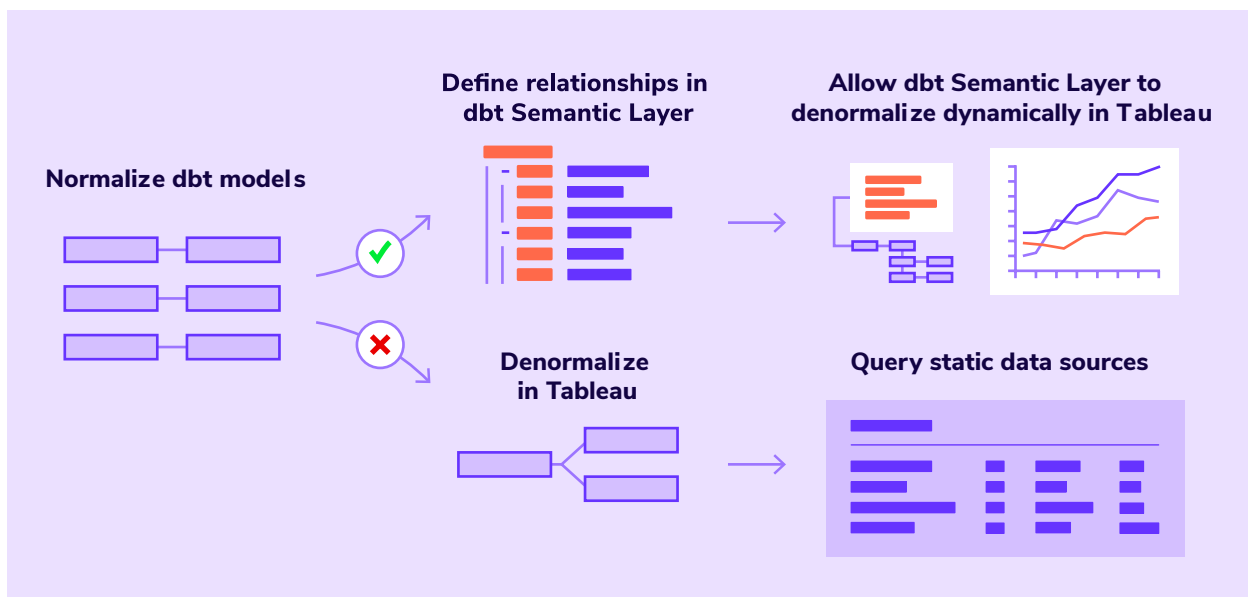 Normalize dbt models
Define relationships in
dbt Semantic Layer
Allow dbt Semantic Layer to
denormalize dynamically in Tableau
Denormalize
in Tableau
Query static data sources